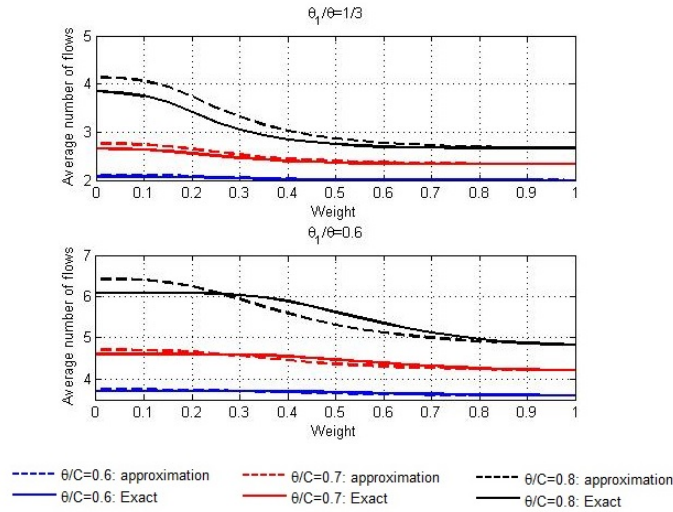 θ₁/θ=1/3
Average number of flows
5
4
3
2
0 0.1 0.2 0.3 0.4 0.5 0.6 0.7 0.8 0.9 1
Weight
θ₁/θ=0.6
Average number of flows
7
6
5
4
0 0.1 0.2 0.3 0.4 0.5 0.6 0.7 0.8 0.9 1
Weight
θ/C=0.6: approximation θ/C=0.7: approximation θ/C=0.8: approximation
θ/C=0.6: Exact θ/C=0.7: Exact θ/C=0.8: Exact